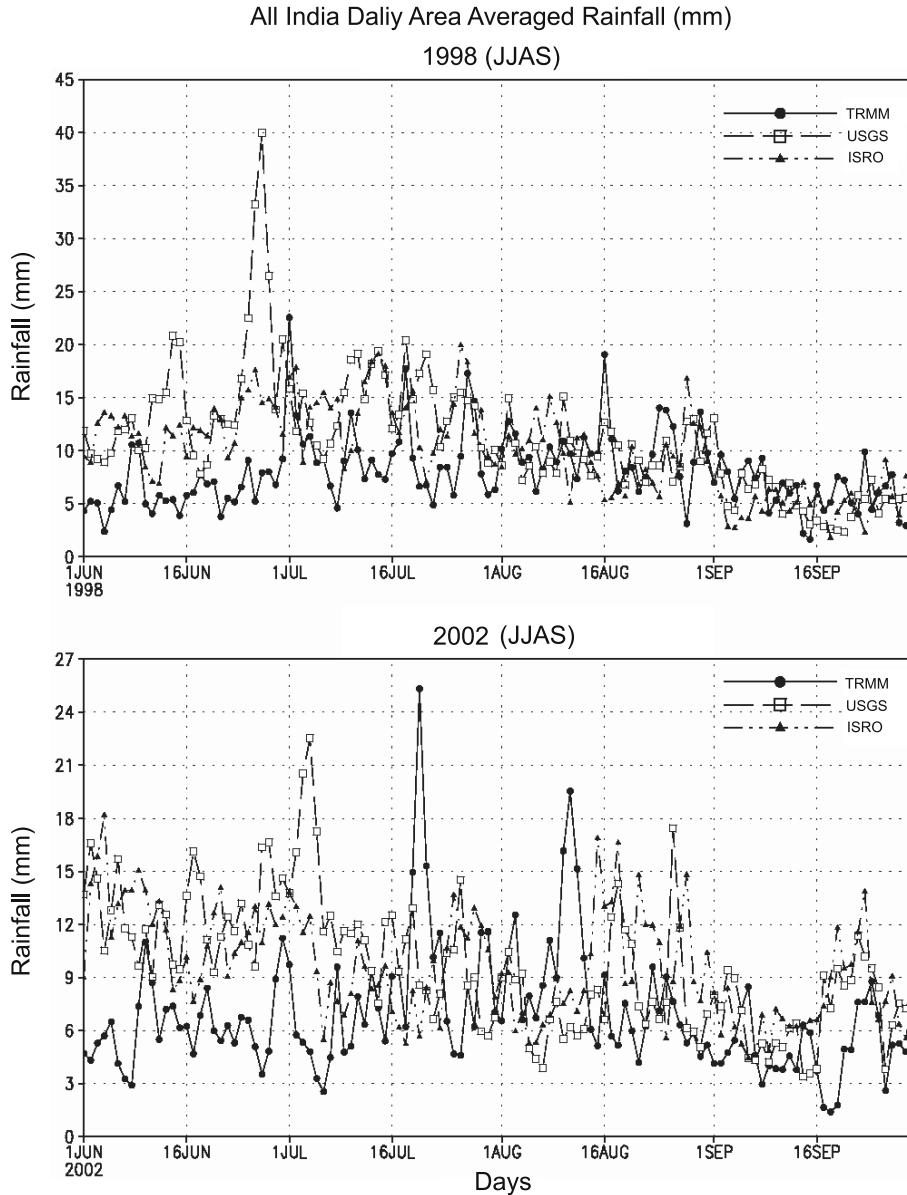 All India Daliy Area Averaged Rainfall (mm)
1998 (JJAS)
45
40
35
30
25
20
15
10
5
0
Rainfall (mm)
TRMM
USGS
ISRO
1JUN 16JUN 1JUL 16JUL 1AUG 16AUG 1SEP 16SEP
1998
2002 (JJAS)
27
24
21
18
15
12
9
6
3
0
Rainfall (mm)
TRMM
USGS
ISRO
1JUN 16JUN 1JUL 16JUL 1AUG 16AUG 1SEP 16SEP
2002
Days